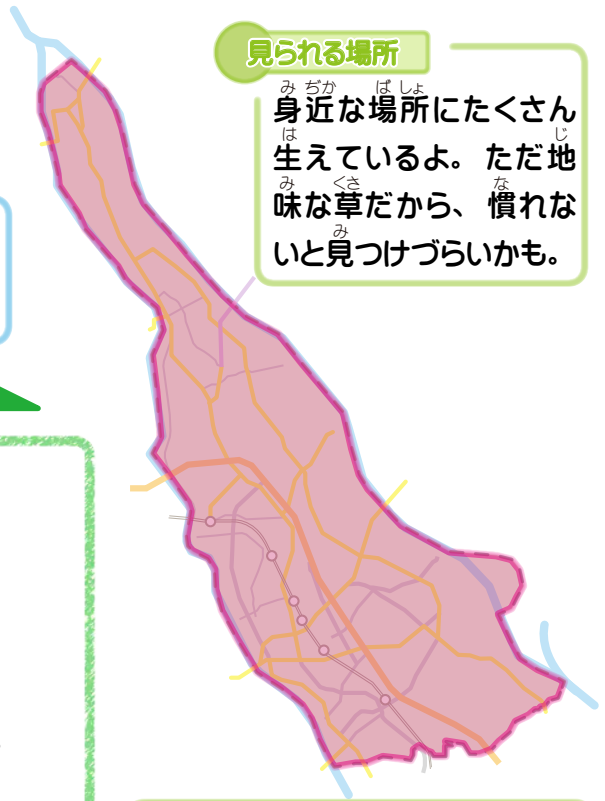 見られる場所
身近な場所にたくさん
生えているよ。ただ地
味な草だから、慣れな
いと見つけづらいかも。